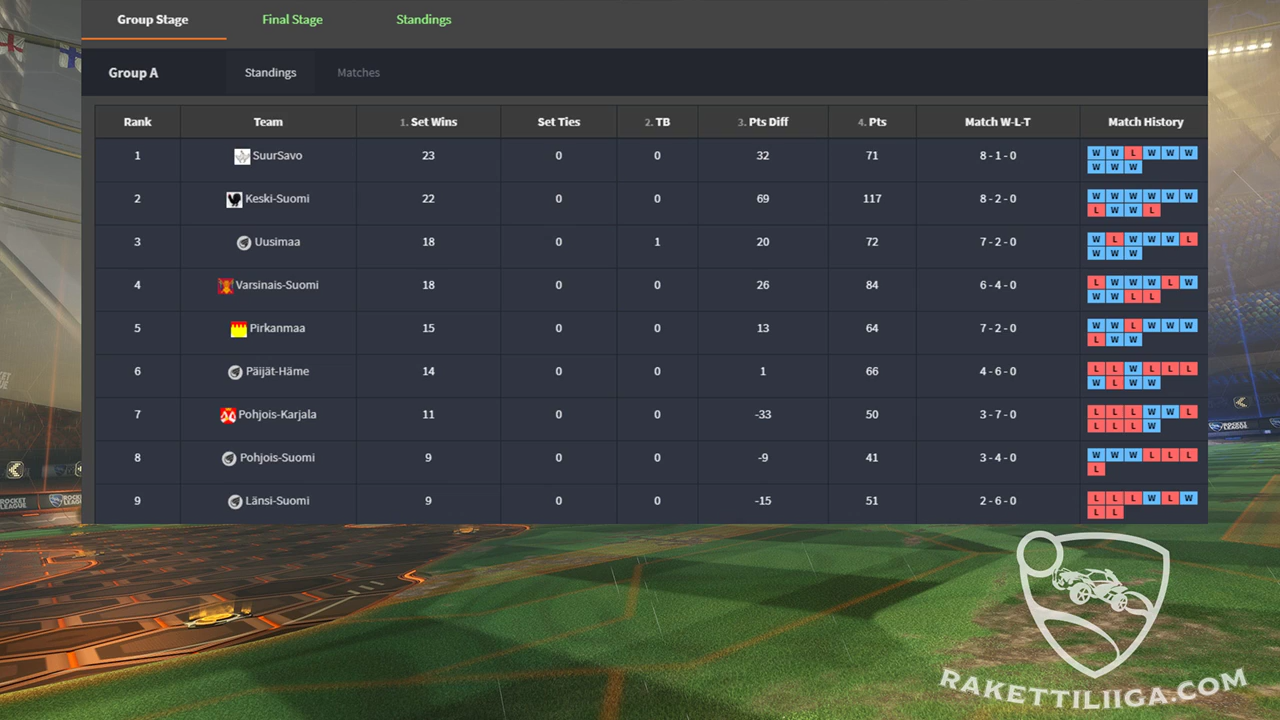 Group Stage Final Stage Standings
Group A Standings Matches
Rank Team 1. Set Wins Set Ties 2. TB 3. Pts Diff 4. Pts Match W-L-T Match History
1 SuurSavo 23 0 0 32 71 8 - 1 - 0 W W L W W W
W W W
2 Keski-Suomi 22 0 0 69 117 8 - 2 - 0 W W W W W W
L W W L
3 Uusimaa 18 0 1 20 72 7 - 2 - 0 W L W W W L
W W W
4 Varsinais-Suomi 18 0 0 26 84 6 - 4 - 0 L W W W L W
W W L L
5 Pirkanmaa 15 0 0 13 64 7 - 2 - 0 W W L W W W
L W W
6 Päijät-Häme 14 0 0 1 66 4 - 6 - 0 L L W L L L
W L W W
7 Pohjois-Karjala 11 0 0 -33 50 3 - 7 - 0 L L L W W L
L L L W
8 Pohjois-Suomi 9 0 0 -9 41 3 - 4 - 0 W W W L L L
L
9 Länsi-Suomi 9 0 0 -15 51 2 - 6 - 0 L L L W L W
L L
ROCKET LEAGUE
RAKETTILIIGA.COM